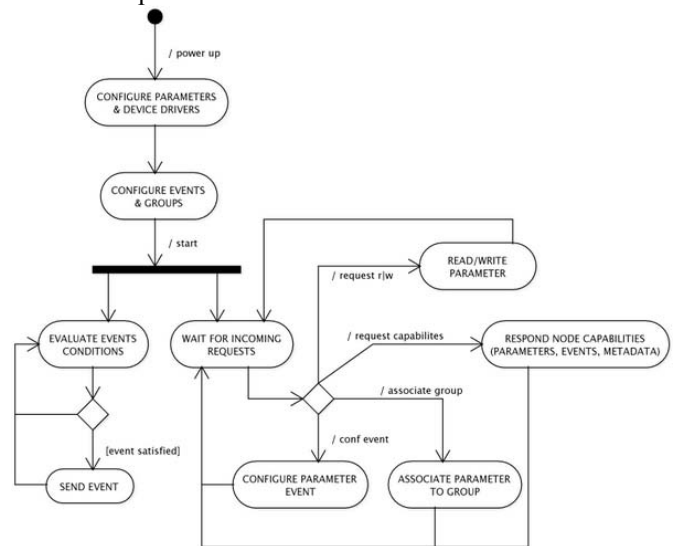 / power up
CONFIGURE PARAMETERS
& DEVICE DRIVERS
CONFIGURE EVENTS
& GROUPS
/ start
READ/WRITE
PARAMETER
/ request r|w
EVALUATE EVENTS
CONDITIONS
WAIT FOR INCOMING
REQUESTS
/ request capabilites
RESPOND NODE CAPABILITIES
(PARAMETERS, EVENTS, METADATA)
/ associate group
/ conf event
[event satisfied]
SEND EVENT
CONFIGURE PARAMETER
EVENT
ASSOCIATE PARAMETER
TO GROUP